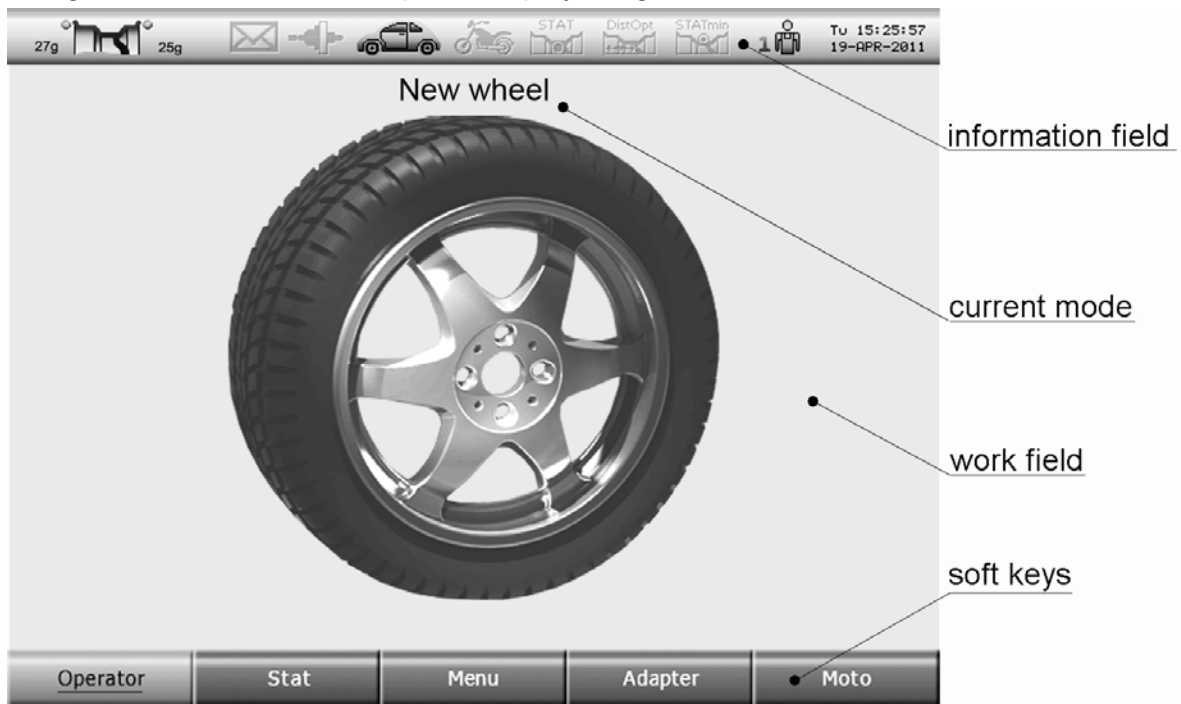 27g 25g STAT DistOpt STATmin 1 Tu 15:25:57
19-APR-2011
New wheel
information field
current mode
work field
soft keys
Operator Stat Menu Adapter Moto